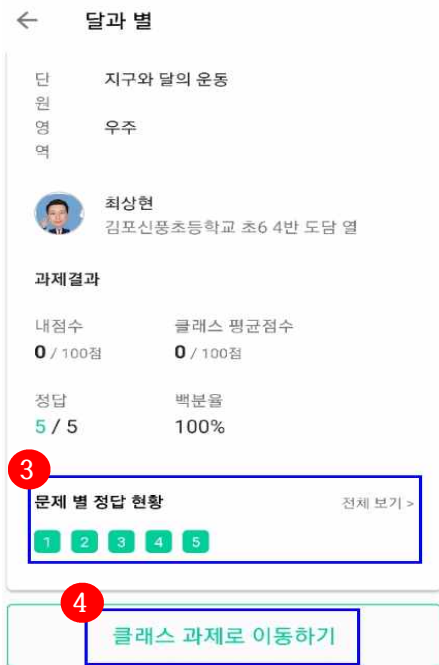 ← 달과 별
단원 지구와 달의 운동
영역 우주
최상현
김포신풍초등학교 초6 4반 도담 열
과제결과
내점수 클래스 평균점수
0 / 100점 0 / 100점
정답 백분율
5 / 5 100%
3
문제 별 정답 현황 전체 보기 >
1 2 3 4 5
4
클래스 과제로 이동하기